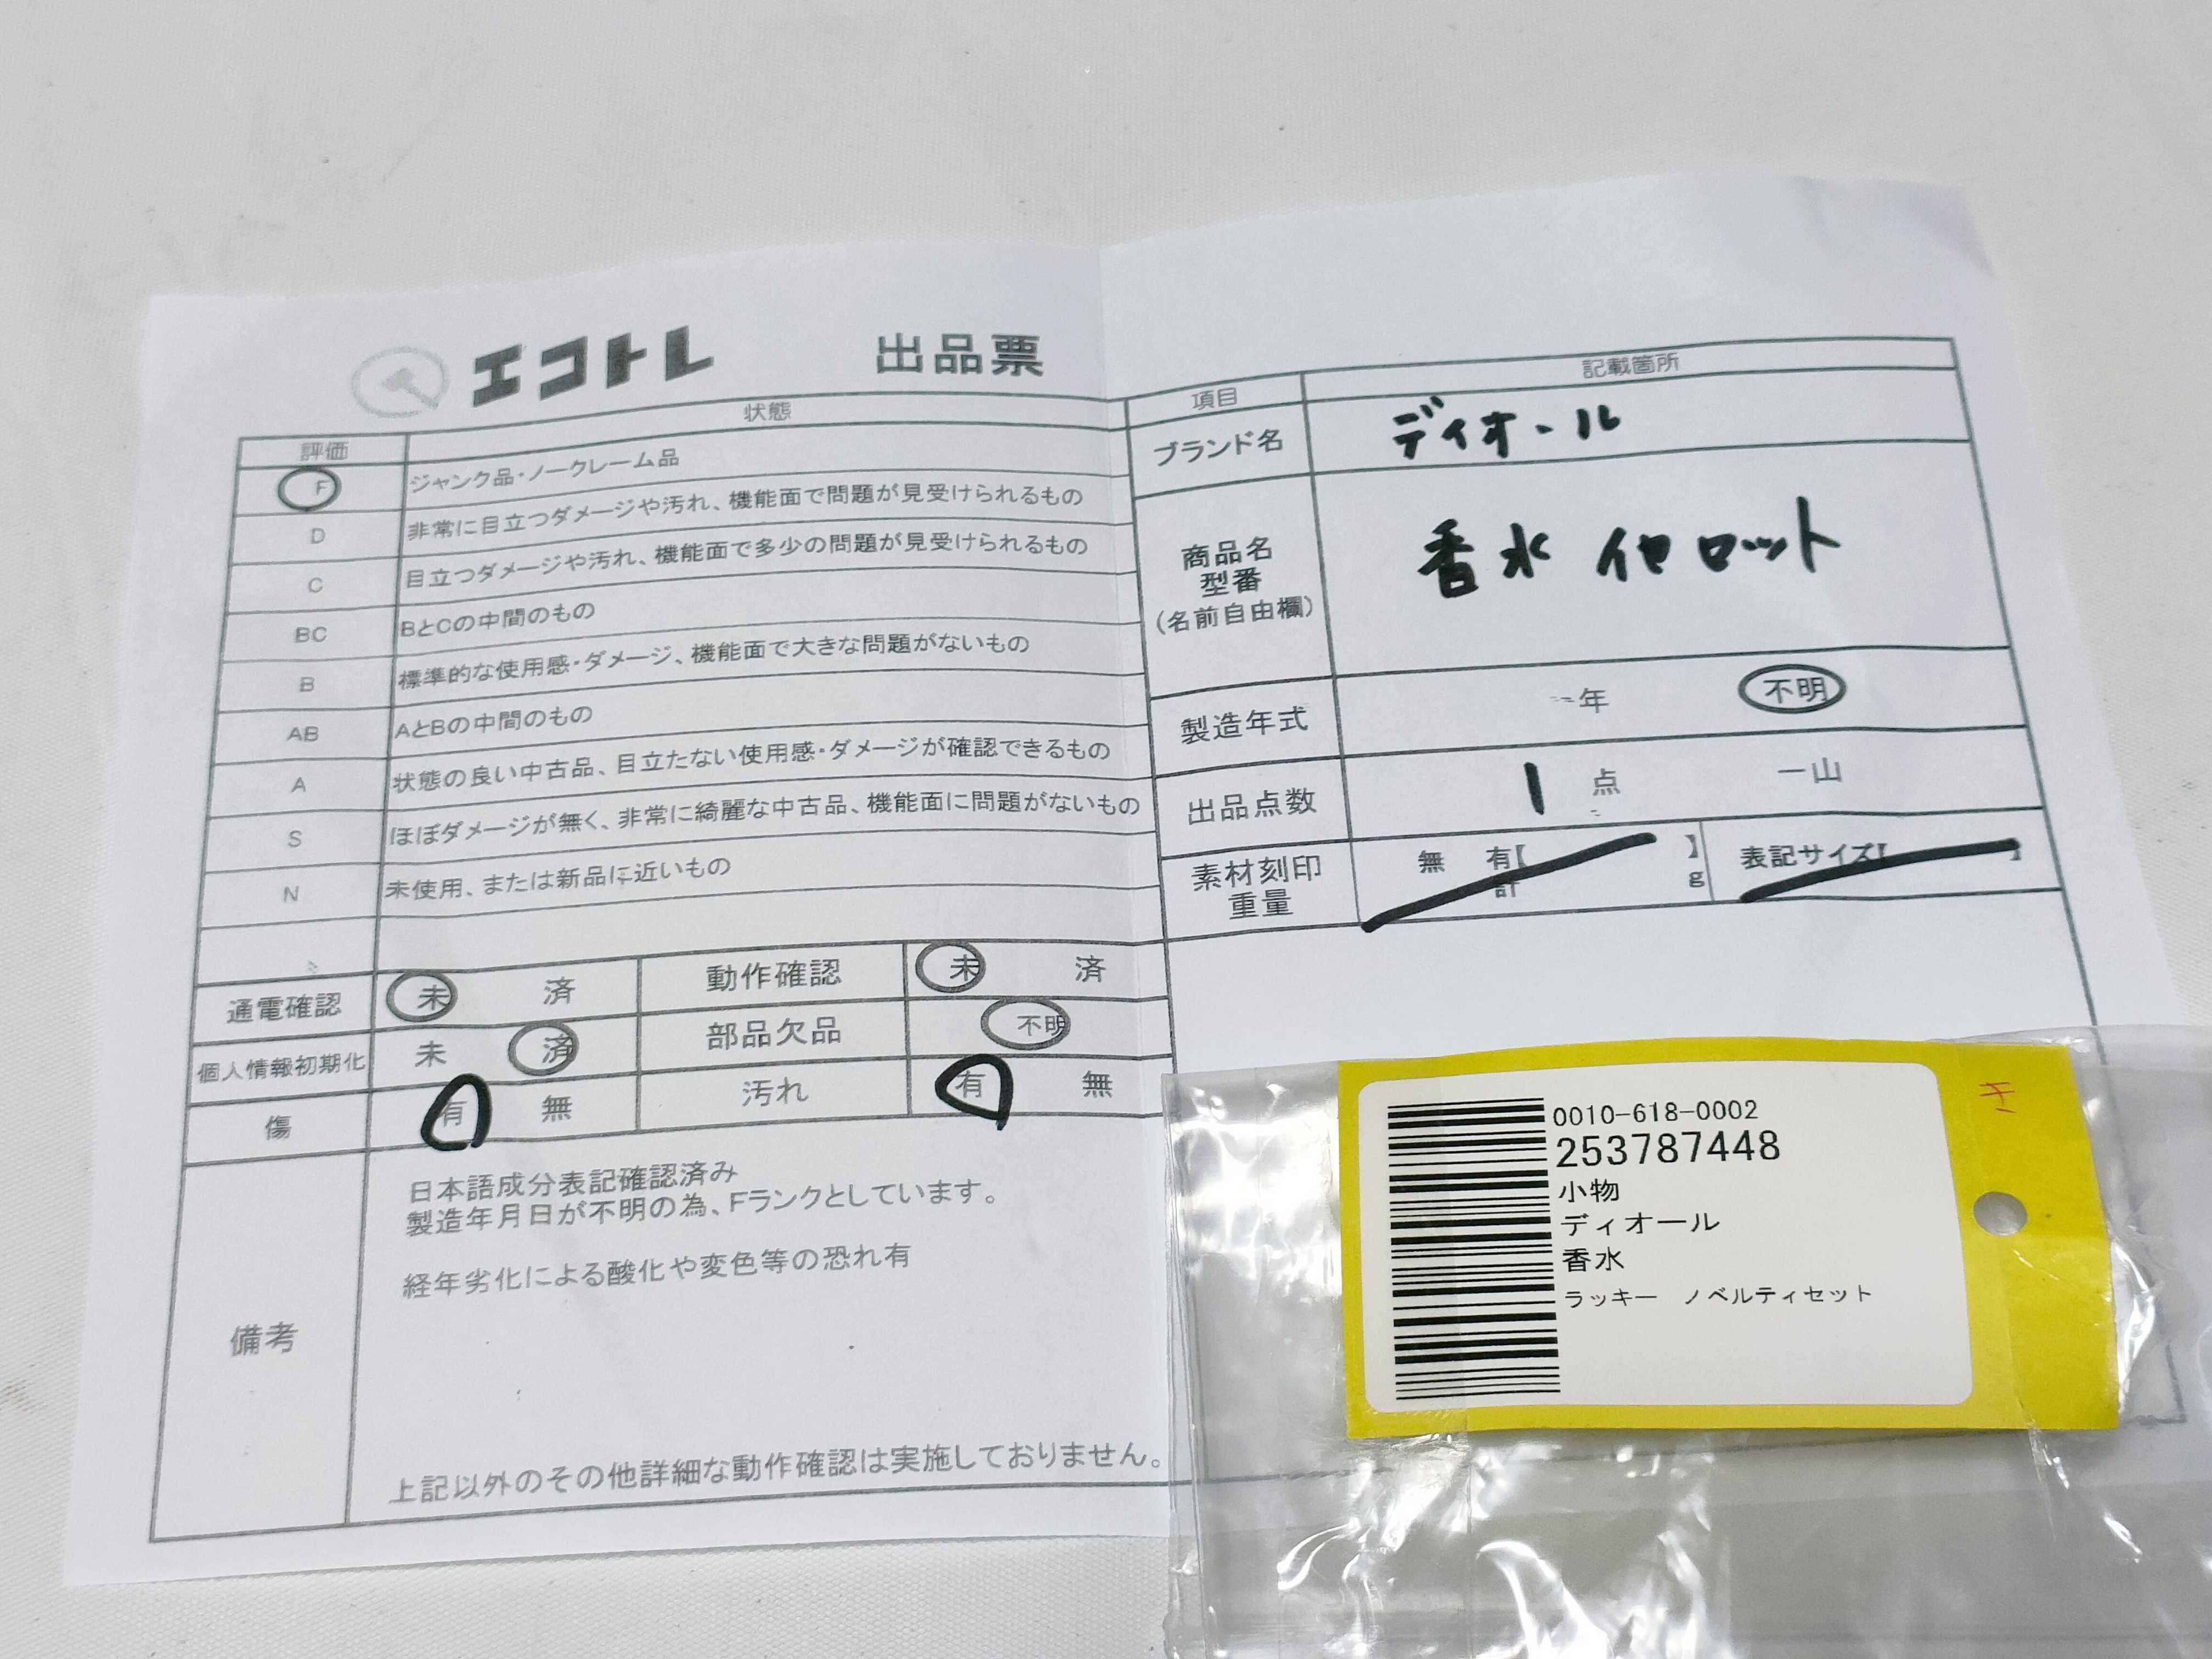 エコトレ 出品票
評価 状態
F ジャンク品・ノークレーム品
D 非常に目立つダメージや汚れ、機能面で問題が見受けられるもの
C 目立つダメージや汚れ、機能面で多少の問題が見受けられるもの
BC BとCの中間のもの
B 標準的な使用感・ダメージ、機能面で大きな問題がないもの
AB AとBの中間のもの
A 状態の良い中古品、目立たない使用感・ダメージが確認できるもの
S ほぼダメージが無く、非常に綺麗な中古品、機能面に問題がないもの
N 未使用、または新品に近いもの
通電確認 未 済 動作確認 未 済
個人情報初期化 未 済 部品欠品 不明
傷 有 無 汚れ 有 無
備考
日本語成分表記確認済み
製造年月日が不明の為、Fランクとしています。
経年劣化による酸化や変色等の恐れ有
上記以外のその他詳細な動作確認は実施しておりません。
項目 記載箇所
ブランド名 ディオール
商品名
型番
(名前自由欄)
香水 他 ロット
製造年式 年 不明
出品点数 1 点 一山
素材刻印
重量
無 有【 】
計 g
表記サイズ【 】
0010-618-0002
253787448
小物
ディオール
香水
ラッキー ノベルティセット